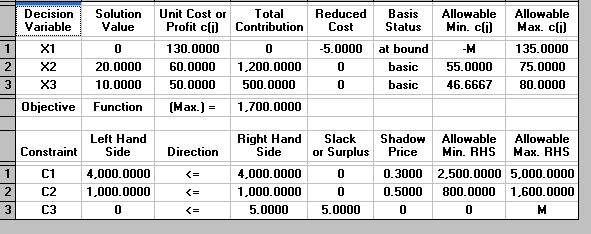 Decision Variable Solution Value Unit Cost or Profit c(j) Total Contribution Reduced Cost Basis Status Allowable Min. c(j) Allowable Max. c(j)
1 X1 0 130.0000 0 -5.0000 at bound -M 135.0000
2 X2 20.0000 60.0000 1,200.0000 0 basic 55.0000 75.0000
3 X3 10.0000 50.0000 500.0000 0 basic 46.6667 80.0000
Objective Function (Max.) = 1,700.0000
Constraint Left Hand Side Direction Right Hand Side Slack or Surplus Shadow Price Allowable Min. RHS Allowable Max. RHS
1 C1 4,000.0000 <= 4,000.0000 0 0.3000 2,500.0000 5,000.0000
2 C2 1,000.0000 <= 1,000.0000 0 0.5000 800.0000 1,600.0000
3 C3 0 <= 5.0000 5.0000 0 0 M